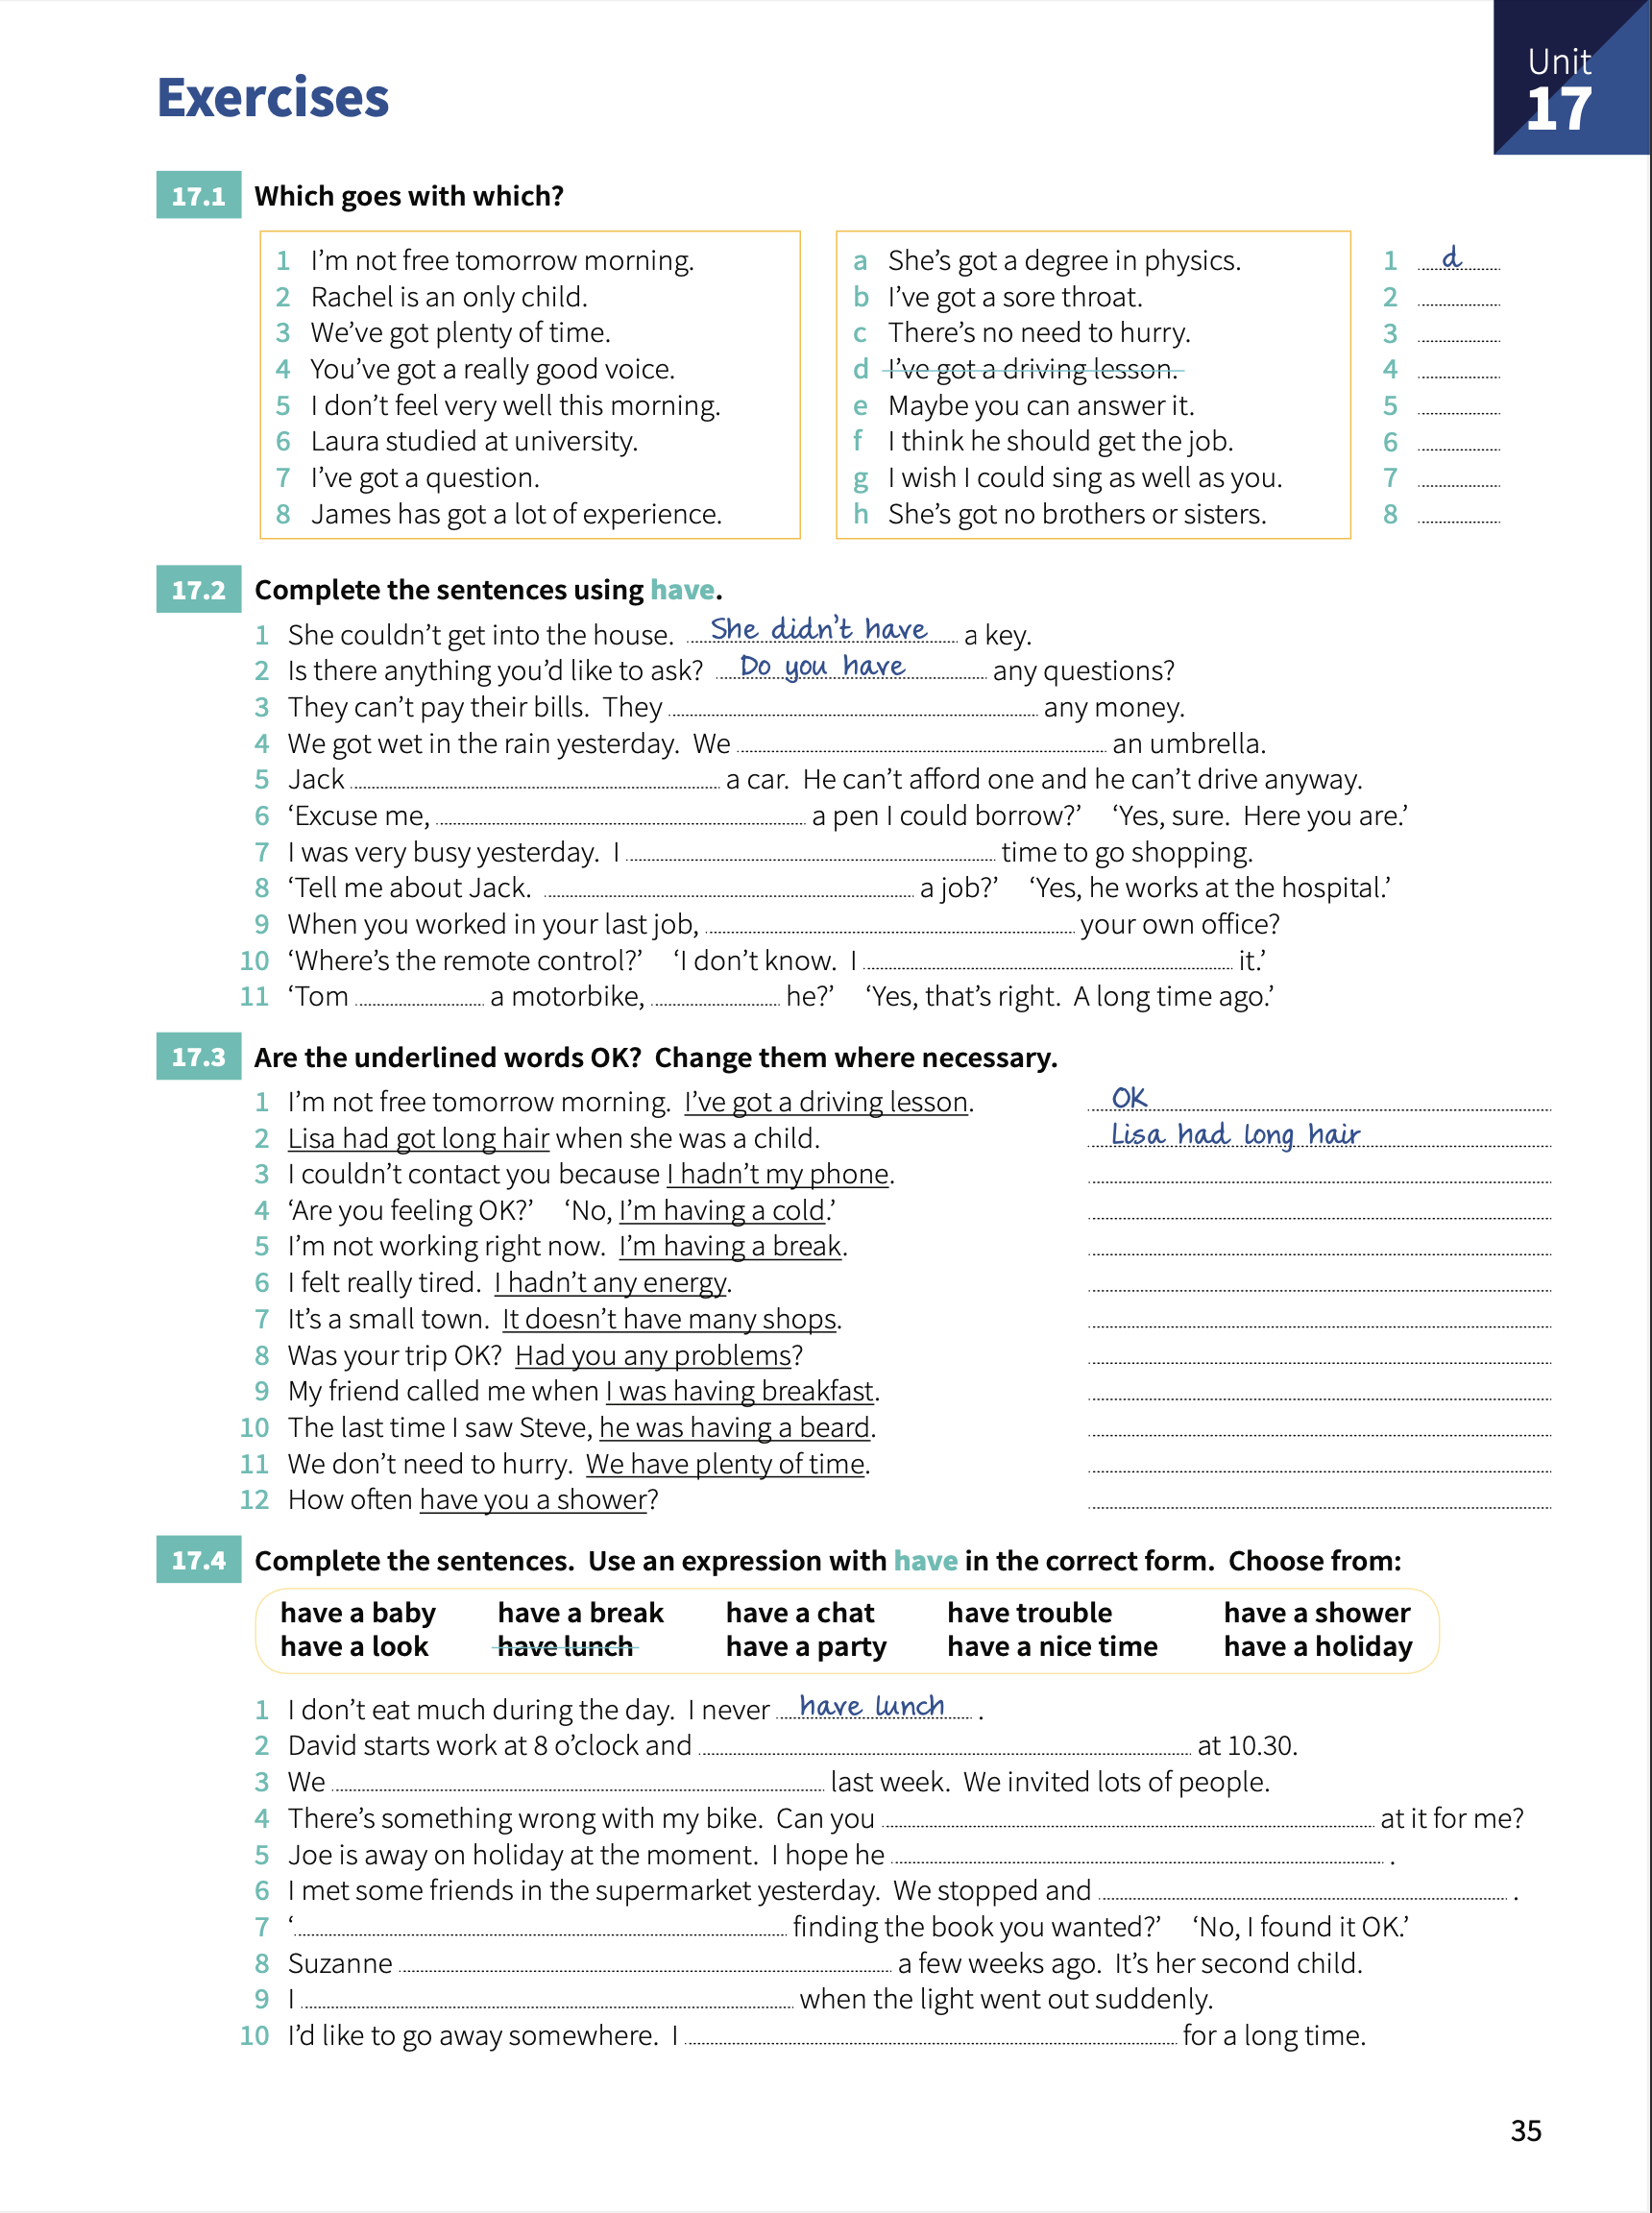 Unit
17
Exercises
17.1 Which goes with which?
1 I’m not free tomorrow morning.
2 Rachel is an only child.
3 We’ve got plenty of time.
4 You’ve got a really good voice.
5 I don’t feel very well this morning.
6 Laura studied at university.
7 I’ve got a question.
8 James has got a lot of experience.
a She’s got a degree in physics.
b I’ve got a sore throat.
c There’s no need to hurry.
d I’ve got a driving lesson.
e Maybe you can answer it.
f I think he should get the job.
g I wish I could sing as well as you.
h She’s got no brothers or sisters.
1 d
2
3
4
5
6
7
8
17.2 Complete the sentences using have.
1 She couldn’t get into the house. She didn’t have a key.
2 Is there anything you’d like to ask? Do you have any questions?
3 They can’t pay their bills. They any money.
4 We got wet in the rain yesterday. We an umbrella.
5 Jack a car. He can’t afford one and he can’t drive anyway.
6 ‘Excuse me, a pen I could borrow?’ ‘Yes, sure. Here you are.’
7 I was very busy yesterday. I time to go shopping.
8 ‘Tell me about Jack. a job?’ ‘Yes, he works at the hospital.’
9 When you worked in your last job, your own office?
10 ‘Where’s the remote control?’ ‘I don’t know. I it.’
11 ‘Tom a motorbike, he?’ ‘Yes, that’s right. A long time ago.’
17.3 Are the underlined words OK? Change them where necessary.
1 I’m not free tomorrow morning. I’ve got a driving lesson. OK
2 Lisa had got long hair when she was a child. Lisa had long hair
3 I couldn’t contact you because I hadn’t my phone.
4 ‘Are you feeling OK?’ ‘No, I’m having a cold.’
5 I’m not working right now. I’m having a break.
6 I felt really tired. I hadn’t any energy.
7 It’s a small town. It doesn’t have many shops.
8 Was your trip OK? Had you any problems?
9 My friend called me when I was having breakfast.
10 The last time I saw Steve, he was having a beard.
11 We don’t need to hurry. We have plenty of time.
12 How often have you a shower?
17.4 Complete the sentences. Use an expression with have in the correct form. Choose from:
have a baby have a break have a chat have trouble have a shower
have a look have lunch have a party have a nice time have a holiday
1 I don’t eat much during the day. I never have lunch .
2 David starts work at 8 o’clock and at 10.30.
3 We last week. We invited lots of people.
4 There’s something wrong with my bike. Can you at it for me?
5 Joe is away on holiday at the moment. I hope he .
6 I met some friends in the supermarket yesterday. We stopped and .
7 ‘ finding the book you wanted?’ ‘No, I found it OK.’
8 Suzanne a few weeks ago. It’s her second child.
9 I when the light went out suddenly.
10 I’d like to go away somewhere. I for a long time.
35